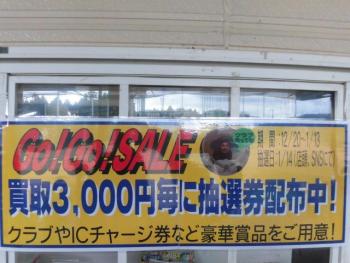 Go!Go!SALE
期 間:12/20~1/13
抽選日:1/14(店頭、SNSにて)
買取3,000円毎に抽選券配布中!
クラブやICチャージ券など豪華賞品をご用意!